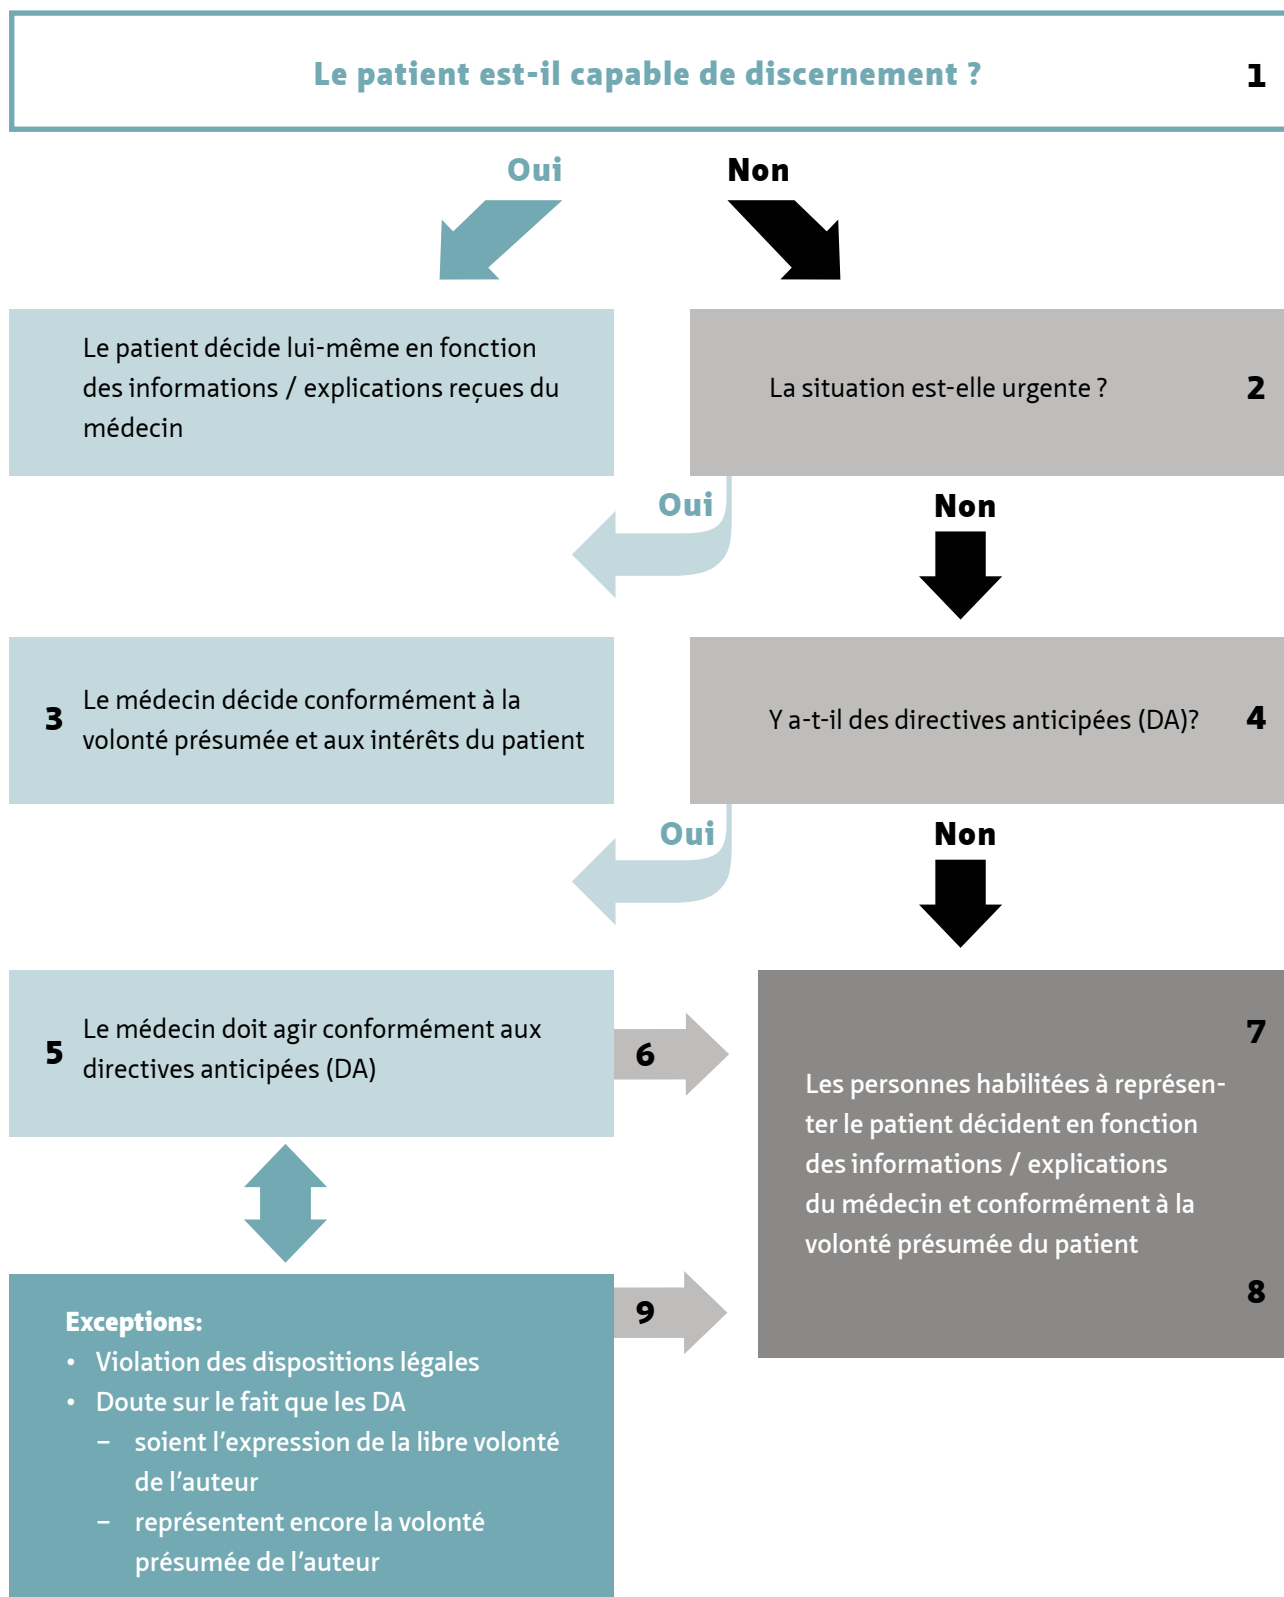 Le patient est-il capable de discernement ?
1
Oui
Non
Le patient décide lui-même en fonction
des informations / explications reçues du
médecin
La situation est-elle urgente ?
2
Oui
Non
3
Le médecin décide conformément à la
volonté présumée et aux intérêts du patient
Y a-t-il des directives anticipées (DA)?
4
Oui
Non
5
Le médecin doit agir conformément aux
directives anticipées (DA)
6
7
Les personnes habilitées à représen-
ter le patient décident en fonction
des informations / explications
du médecin et conformément à la
volonté présumée du patient
8
9
Exceptions:
• Violation des dispositions légales
• Doute sur le fait que les DA
– soient l'expression de la libre volonté
de l'auteur
– représentent encore la volonté
présumée de l'auteur